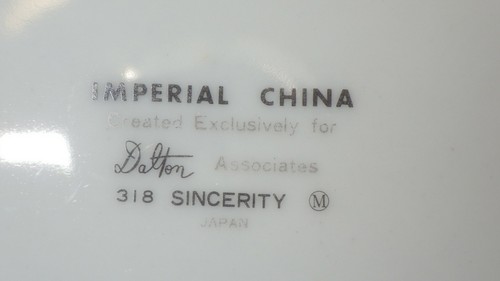 IMPERIAL CHINA
Created Exclusively for
Dalton Associates
318 SINCERITY Ⓜ
JAPAN